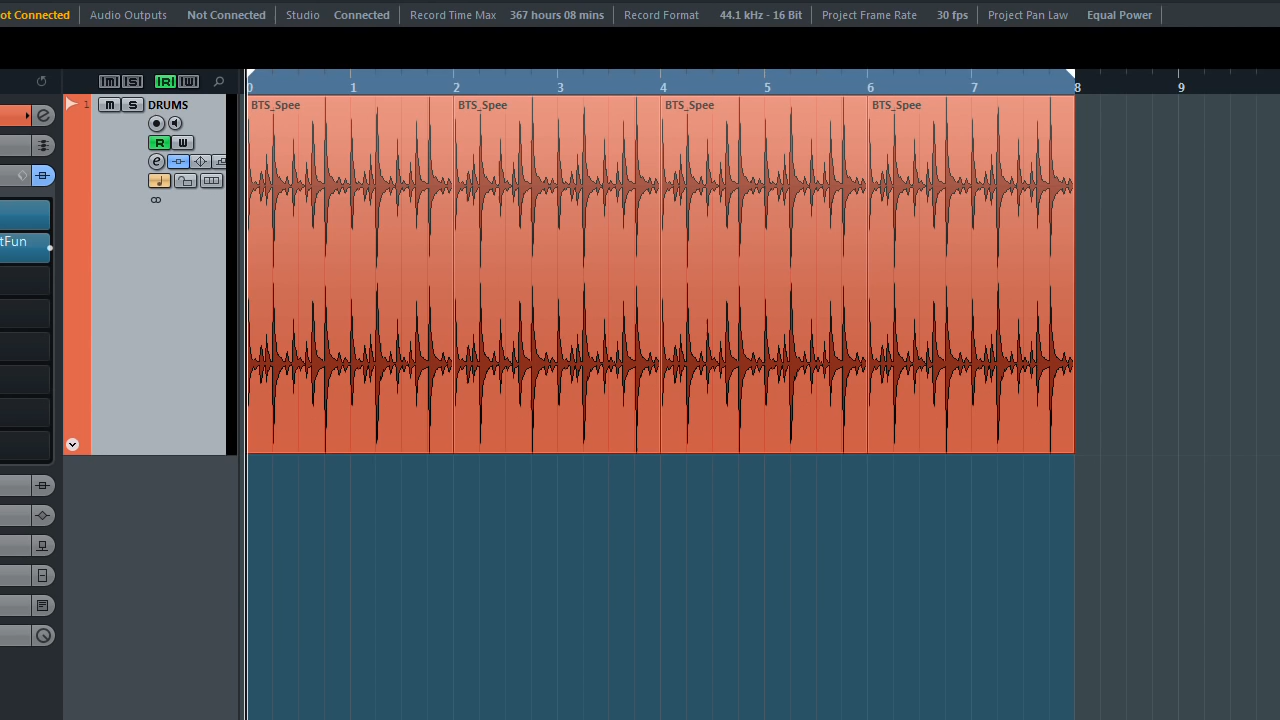 ot Connected Audio Outputs Not Connected Studio Connected Record Time Max 367 hours 08 mins Record Format 44.1 kHz - 16 Bit Project Frame Rate 30 fps Project Pan Law Equal Power
M S R W
0 1 2 3 4 5 6 7 8 9
1 M S DRUMS
BTS_Spee BTS_Spee BTS_Spee BTS_Spee
R W
e
tFun